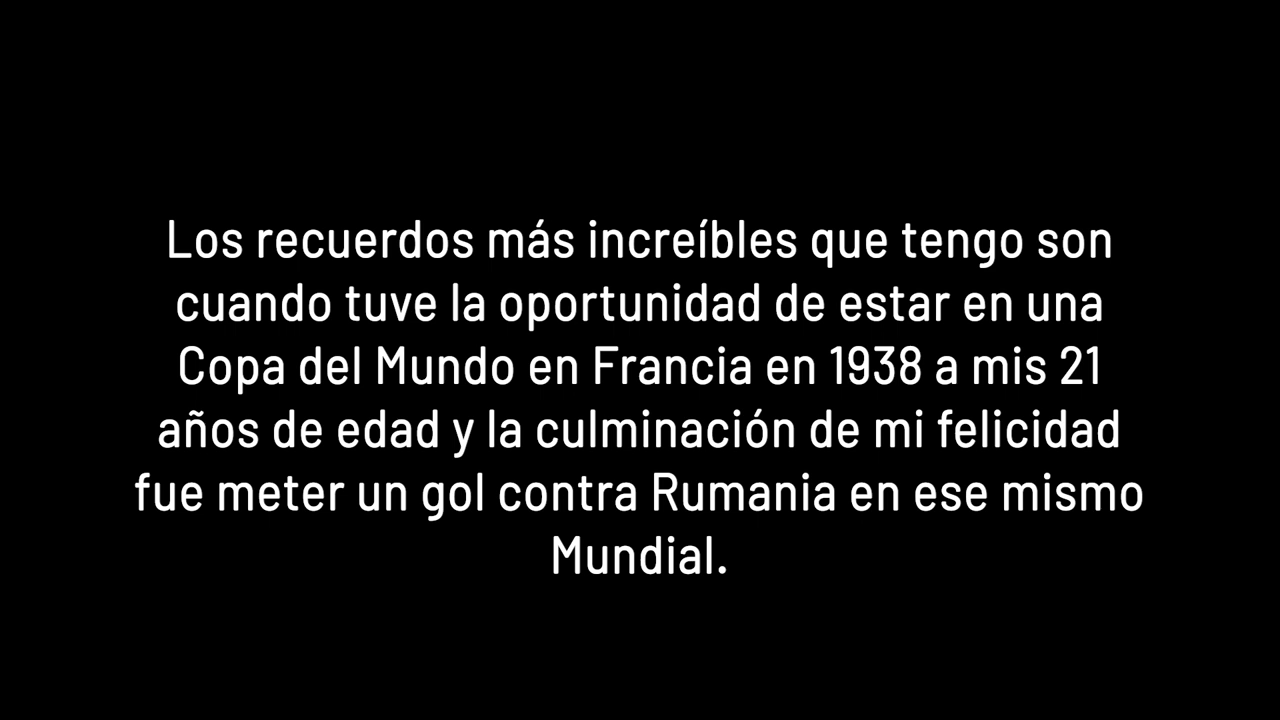 Los recuerdos más increíbles que tengo son
cuando tuve la oportunidad de estar en una
Copa del Mundo en Francia en 1938 a mis 21
años de edad y la culminación de mi felicidad
fue meter un gol contra Rumania en ese mismo
Mundial.